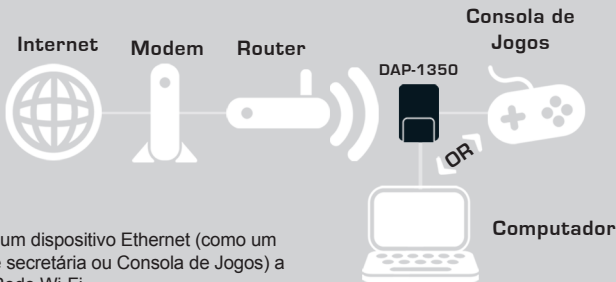 Consola de
Jogos
Internet
Modem
Router
DAP-1350
OR
Computador
um dispositivo Ethernet (como um
secretária ou Consola de Jogos) a